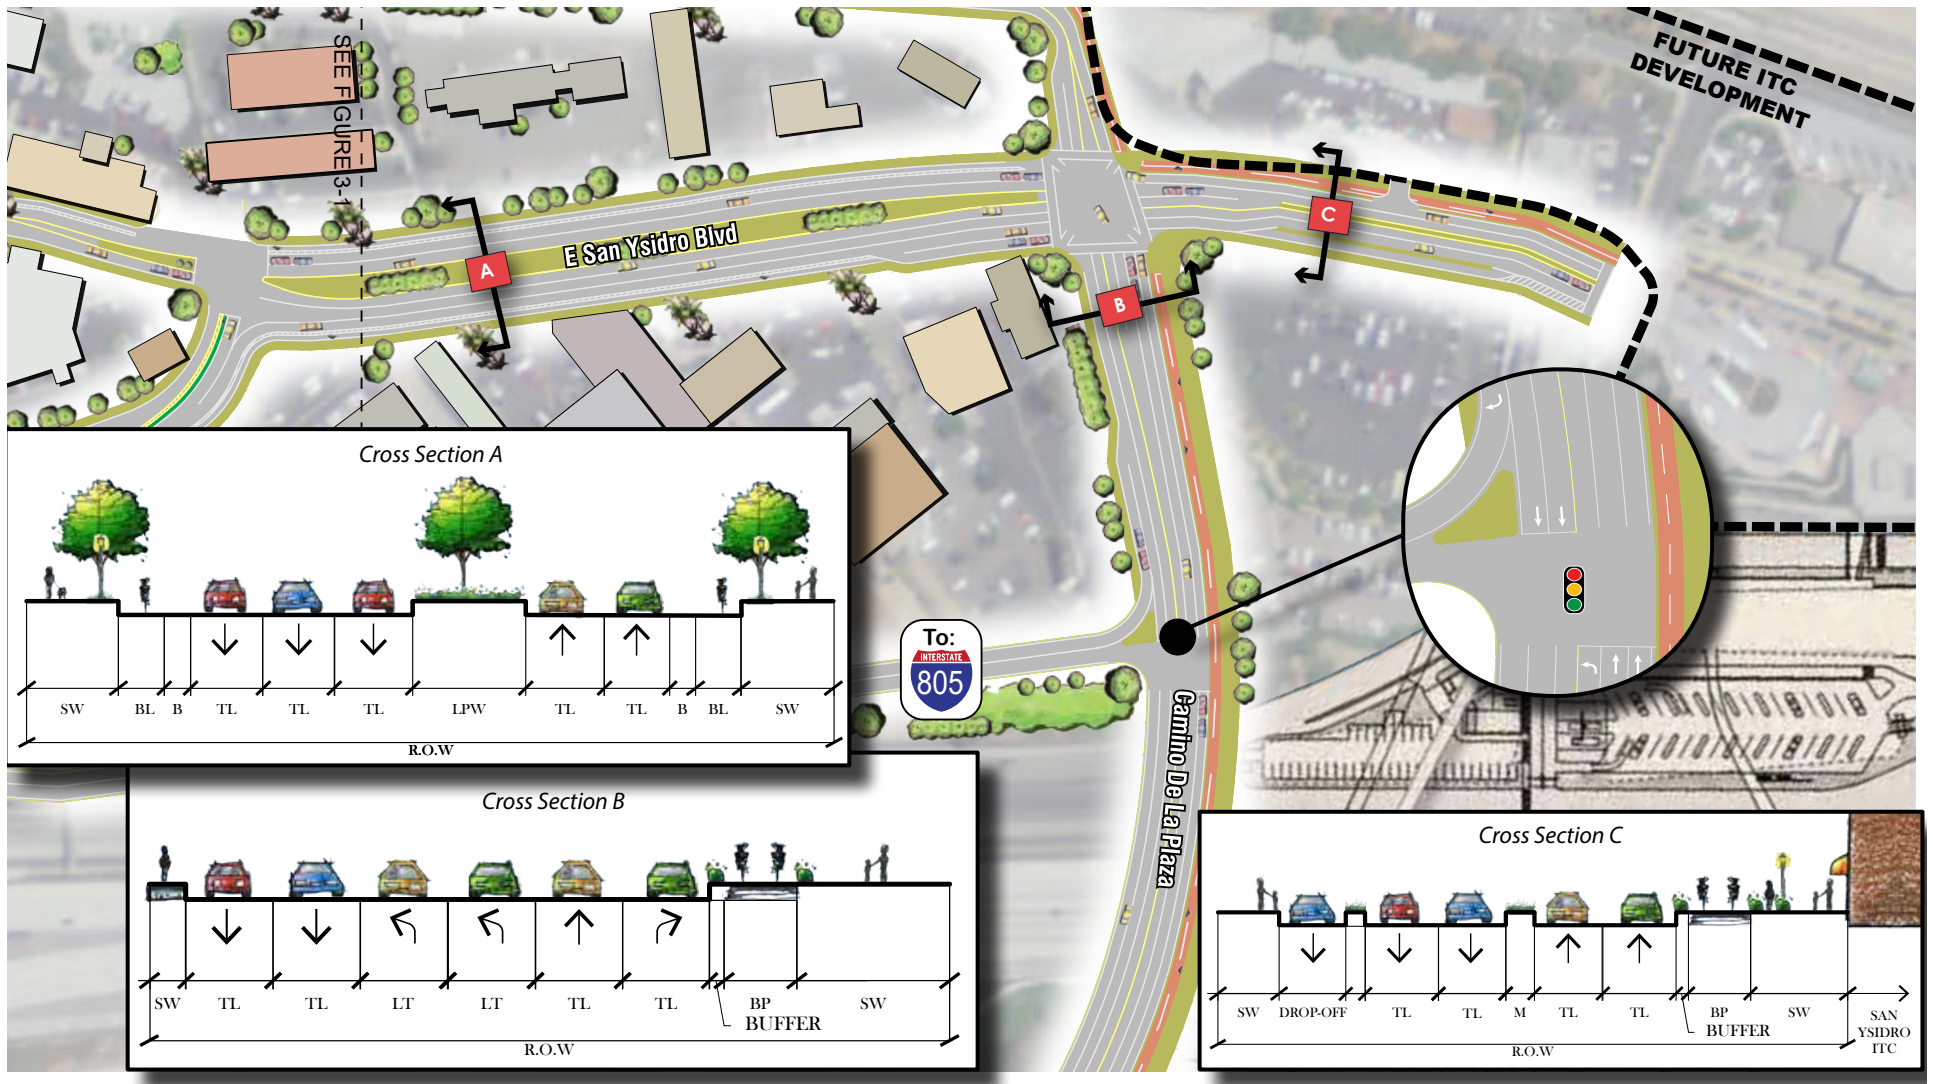 FUTURE ITC
DEVELOPMENT
SEE F GURE 3-1
E San Ysidro Blvd
A
B
C
Cross Section A
SW BL B TL TL TL LPW TL TL B BL SW
R.O.W
To:
INTERSTATE
805
Camino De La Plaza
Cross Section B
SW TL TL LT LT TL TL BP SW
BUFFER
R.O.W
Cross Section C
SW DROP-OFF TL TL M TL TL BP SW SAN
YSIDRO
ITC
BUFFER
R.O.W